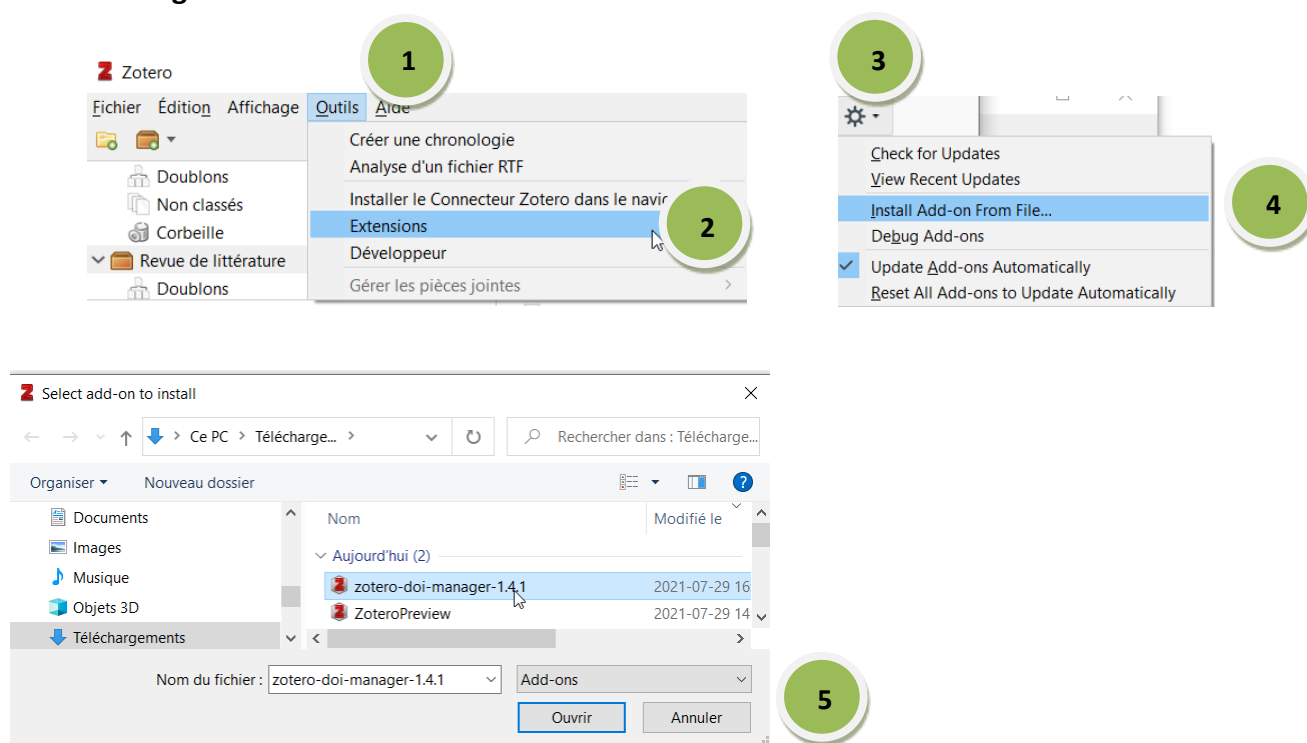 1
Zotero
Fichier Édition Affichage Outils Aide
Créer une chronologie
Analyse d'un fichier RTF
Installer le Connecteur Zotero dans le
Extensions
2
Développeur
Gérer les pièces jointes
Doublons
Non classés
Corbeille
Revue de littérature
Doublons
3
Check for Updates
View Recent Updates
Install Add-on From File...
4
Debug Add-ons
Update Add-ons Automatically
Reset All Add-ons to Update Automatically
Select add-on to install
Ce PC > Télécharge... >
Rechercher dans : Télécharge...
Organiser Nouveau dossier
Documents
Images
Musique
Objets 3D
Téléchargements
Nom Modifié le
Aujourd'hui (2)
zotero-doi-manager-1.4.1 2021-07-29 16
ZoteroPreview 2021-07-29 14
Nom du fichier : zotero-doi-manager-1.4.1 Add-ons
Ouvrir Annuler
5